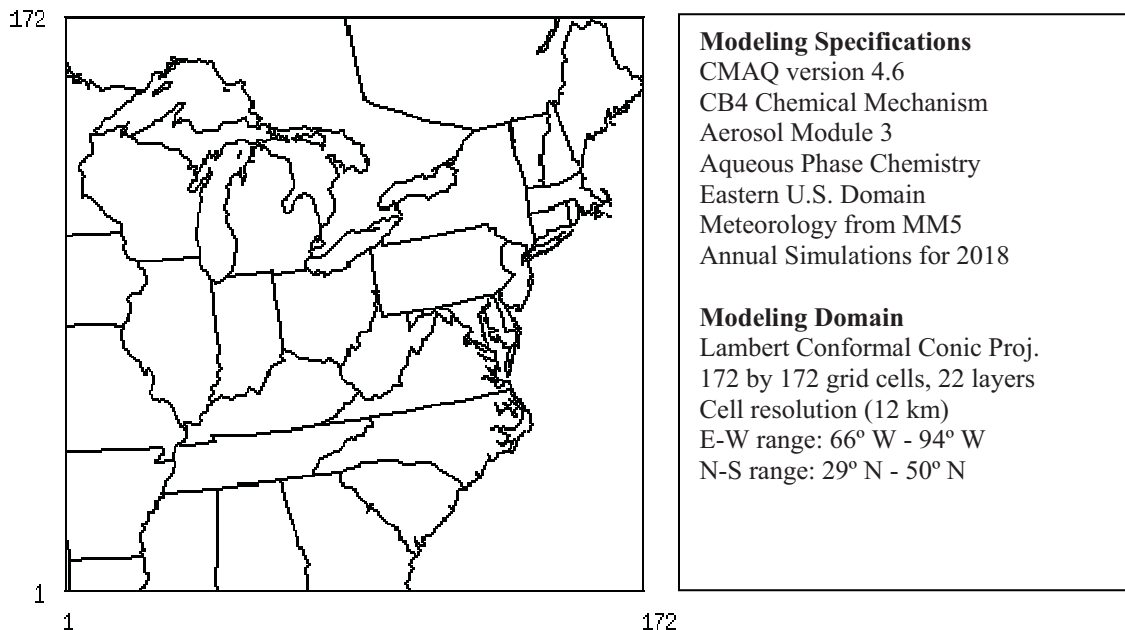 172
1
1
172
Modeling Specifications
CMAQ version 4.6
CB4 Chemical Mechanism
Aerosol Module 3
Aqueous Phase Chemistry
Eastern U.S. Domain
Meteorology from MM5
Annual Simulations for 2018
Modeling Domain
Lambert Conformal Conic Proj.
172 by 172 grid cells, 22 layers
Cell resolution (12 km)
E-W range: 66º W - 94º W
N-S range: 29º N - 50º N